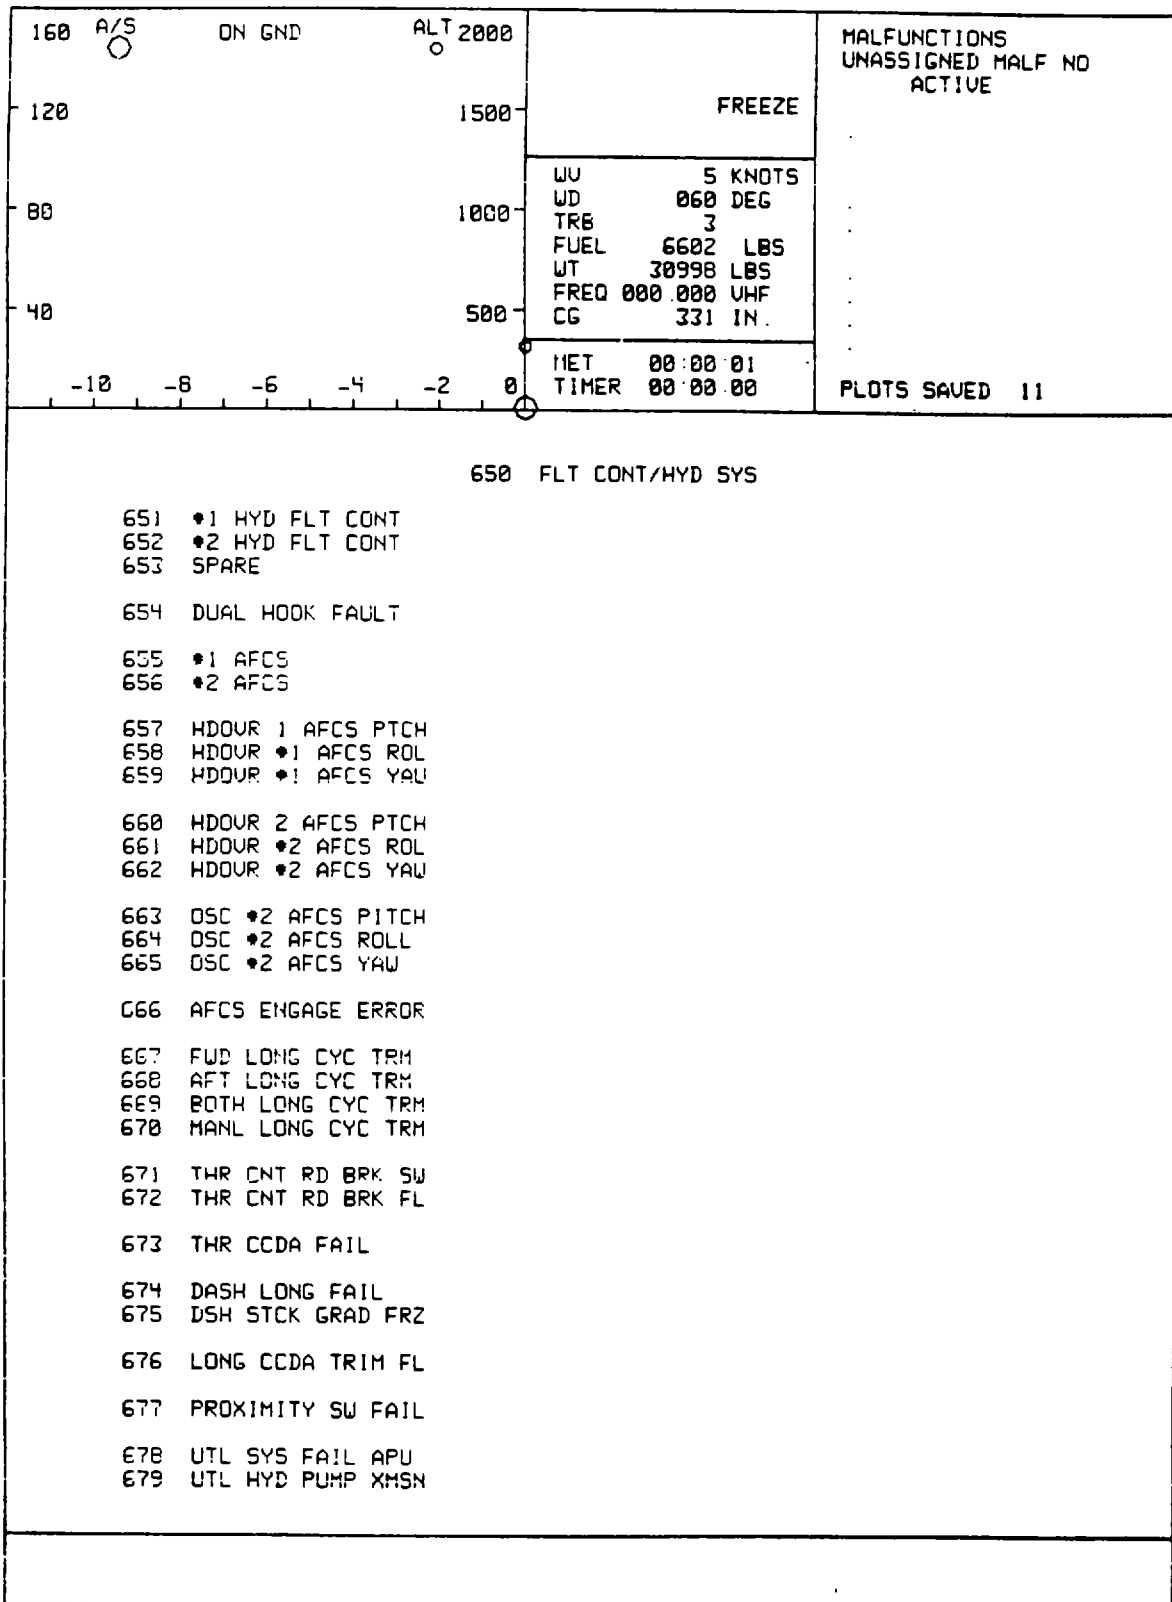 160 A/S ON GND ALT 2000
120 1500
80 1000
40 500
-10 -8 -6 -4 -2 0
FREEZE
WV 5 KNOTS
WD 060 DEG
TRB 3
FUEL 6602 LBS
WT 30998 LBS
FREQ 000.000 VHF
CG 331 IN.
MET 00:00:01
TIMER 00:00:00
MALFUNCTIONS
UNASSIGNED MALF NO
ACTIVE
PLOTS SAVED 11
650 FLT CONT/HYD SYS
651 #1 HYD FLT CONT
652 #2 HYD FLT CONT
653 SPARE
654 DUAL HOOK FAULT
655 #1 AFCS
656 #2 AFCS
657 HDOVR 1 AFCS PTCH
658 HDOVR #1 AFCS ROL
659 HDOVR #1 AFCS YAW
660 HDOVR 2 AFCS PTCH
661 HDOVR #2 AFCS ROL
662 HDOVR #2 AFCS YAW
663 OSC #2 AFCS PITCH
664 OSC #2 AFCS ROLL
665 OSC #2 AFCS YAW
666 AFCS ENGAGE ERROR
667 FWD LONG CYC TRM
668 AFT LONG CYC TRM
669 BOTH LONG CYC TRM
670 MANL LONG CYC TRM
671 THR CNT RD BRK SW
672 THR CNT RD BRK FL
673 THR CCDA FAIL
674 DASH LONG FAIL
675 DSH STCK GRAD FRZ
676 LONG CCDA TRIM FL
677 PROXIMITY SW FAIL
678 UTL SYS FAIL APU
679 UTL HYD PUMP XMSN